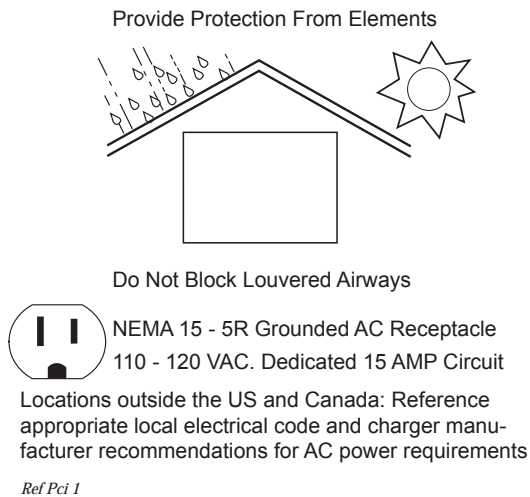 Provide Protection From Elements
Do Not Block Louvered Airways
NEMA 15 - 5R Grounded AC Receptacle
110 - 120 VAC. Dedicated 15 AMP Circuit
Locations outside the US and Canada: Reference
appropriate local electrical code and charger manu-
facturer recommendations for AC power requirements
Ref Pci 1